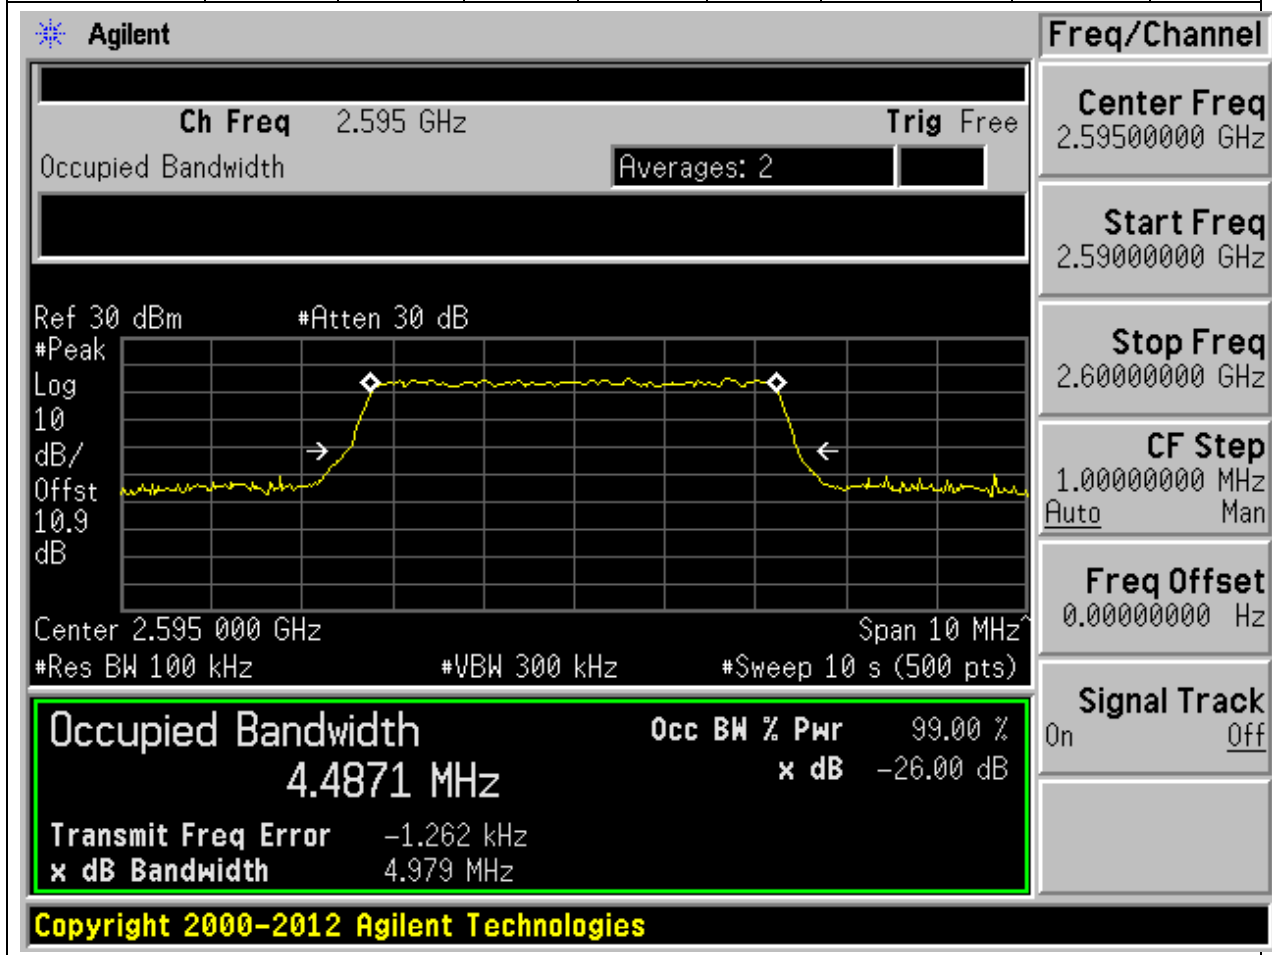 Agilent
Freq/Channel
Ch Freq 2.595 GHz Trig Free
Occupied Bandwidth Averages: 2
Center Freq
2.59500000 GHz
Start Freq
2.59000000 GHz
Stop Freq
2.60000000 GHz
CF Step
1.00000000 MHz
Auto Man
Freq Offset
0.00000000 Hz
Signal Track
On Off
Ref 30 dBm #Atten 30 dB
#Peak
Log
10
dB/
Offst
10.9
dB
Center 2.595 000 GHz Span 10 MHz^
#Res BW 100 kHz #VBW 300 kHz #Sweep 10 s (500 pts)
Occupied Bandwidth Occ BW % Pwr 99.00 %
4.4871 MHz x dB -26.00 dB
Transmit Freq Error -1.262 kHz
x dB Bandwidth 4.979 MHz
Copyright 2000-2012 Agilent Technologies